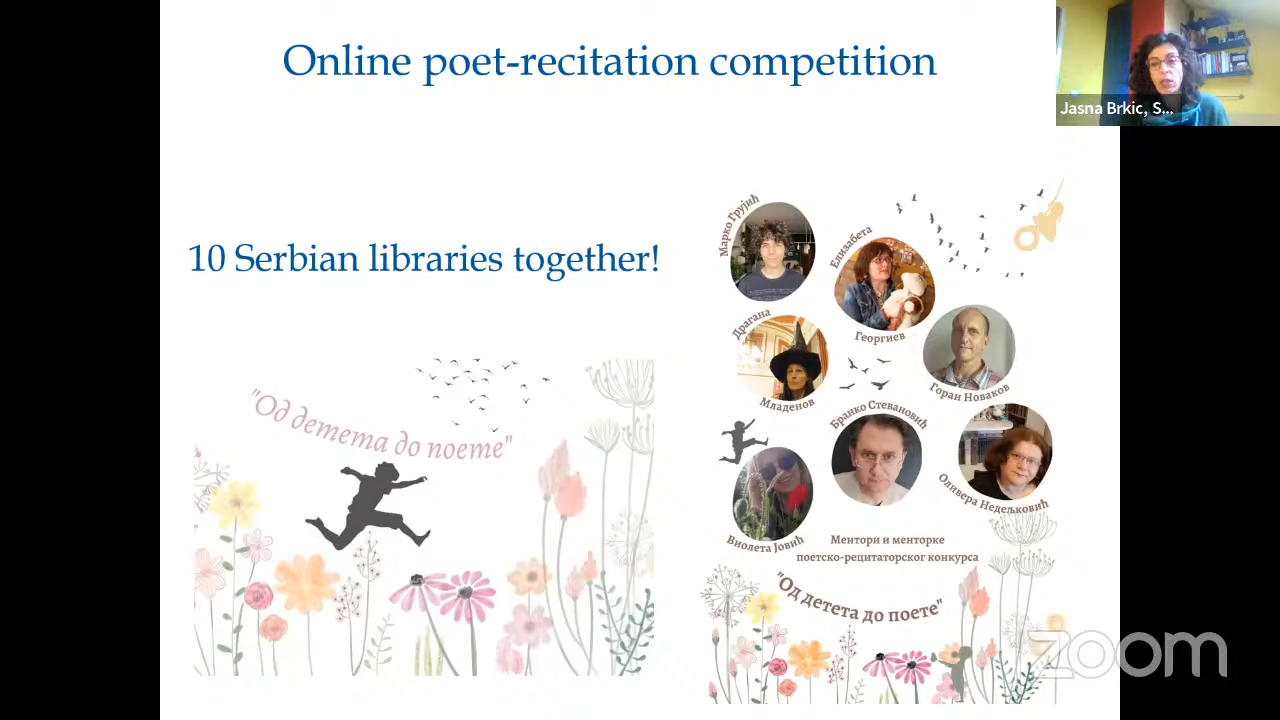 Online poet-recitation competition
Jasna Brkic, S...
10 Serbian libraries together!
"Од детета до поете"
Марко Грујић
Елизабета
Георгиев
Драгана
Младенов
Горан Новаков
Бранко Стевановић
Оливера Недељковић
Виолета Јовић
Ментори и менторке
поетско-рецитаторског конкурса
"Од детета до поете"
zoom